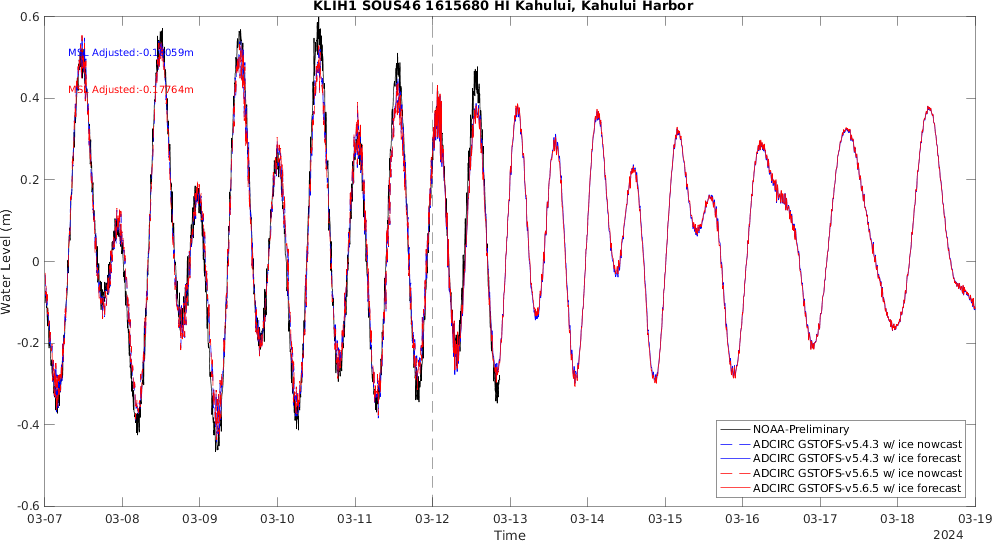 KLIH1 SOUS46 1615680 HI Kahului, Kahului Harbor
0.6
0.4
0.2
0
-0.2
-0.4
-0.6
Water Level (m)
MSL Adjusted:
MSL Adjusted:-0.17764m
NOAA-Preliminary
ADCIRC GSTOFS-v5.4.3 w/ ice nowcast
ADCIRC GSTOFS-v5.4.3 w/ ice forecast
ADCIRC GSTOFS-v5.6.5 w/ ice nowcast
ADCIRC GSTOFS-v5.6.5 w/ ice forecast
03-07 03-08 03-09 03-10 03-11 03-12 03-13 03-14 03-15 03-16 03-17 03-18 03-19
Time
2024